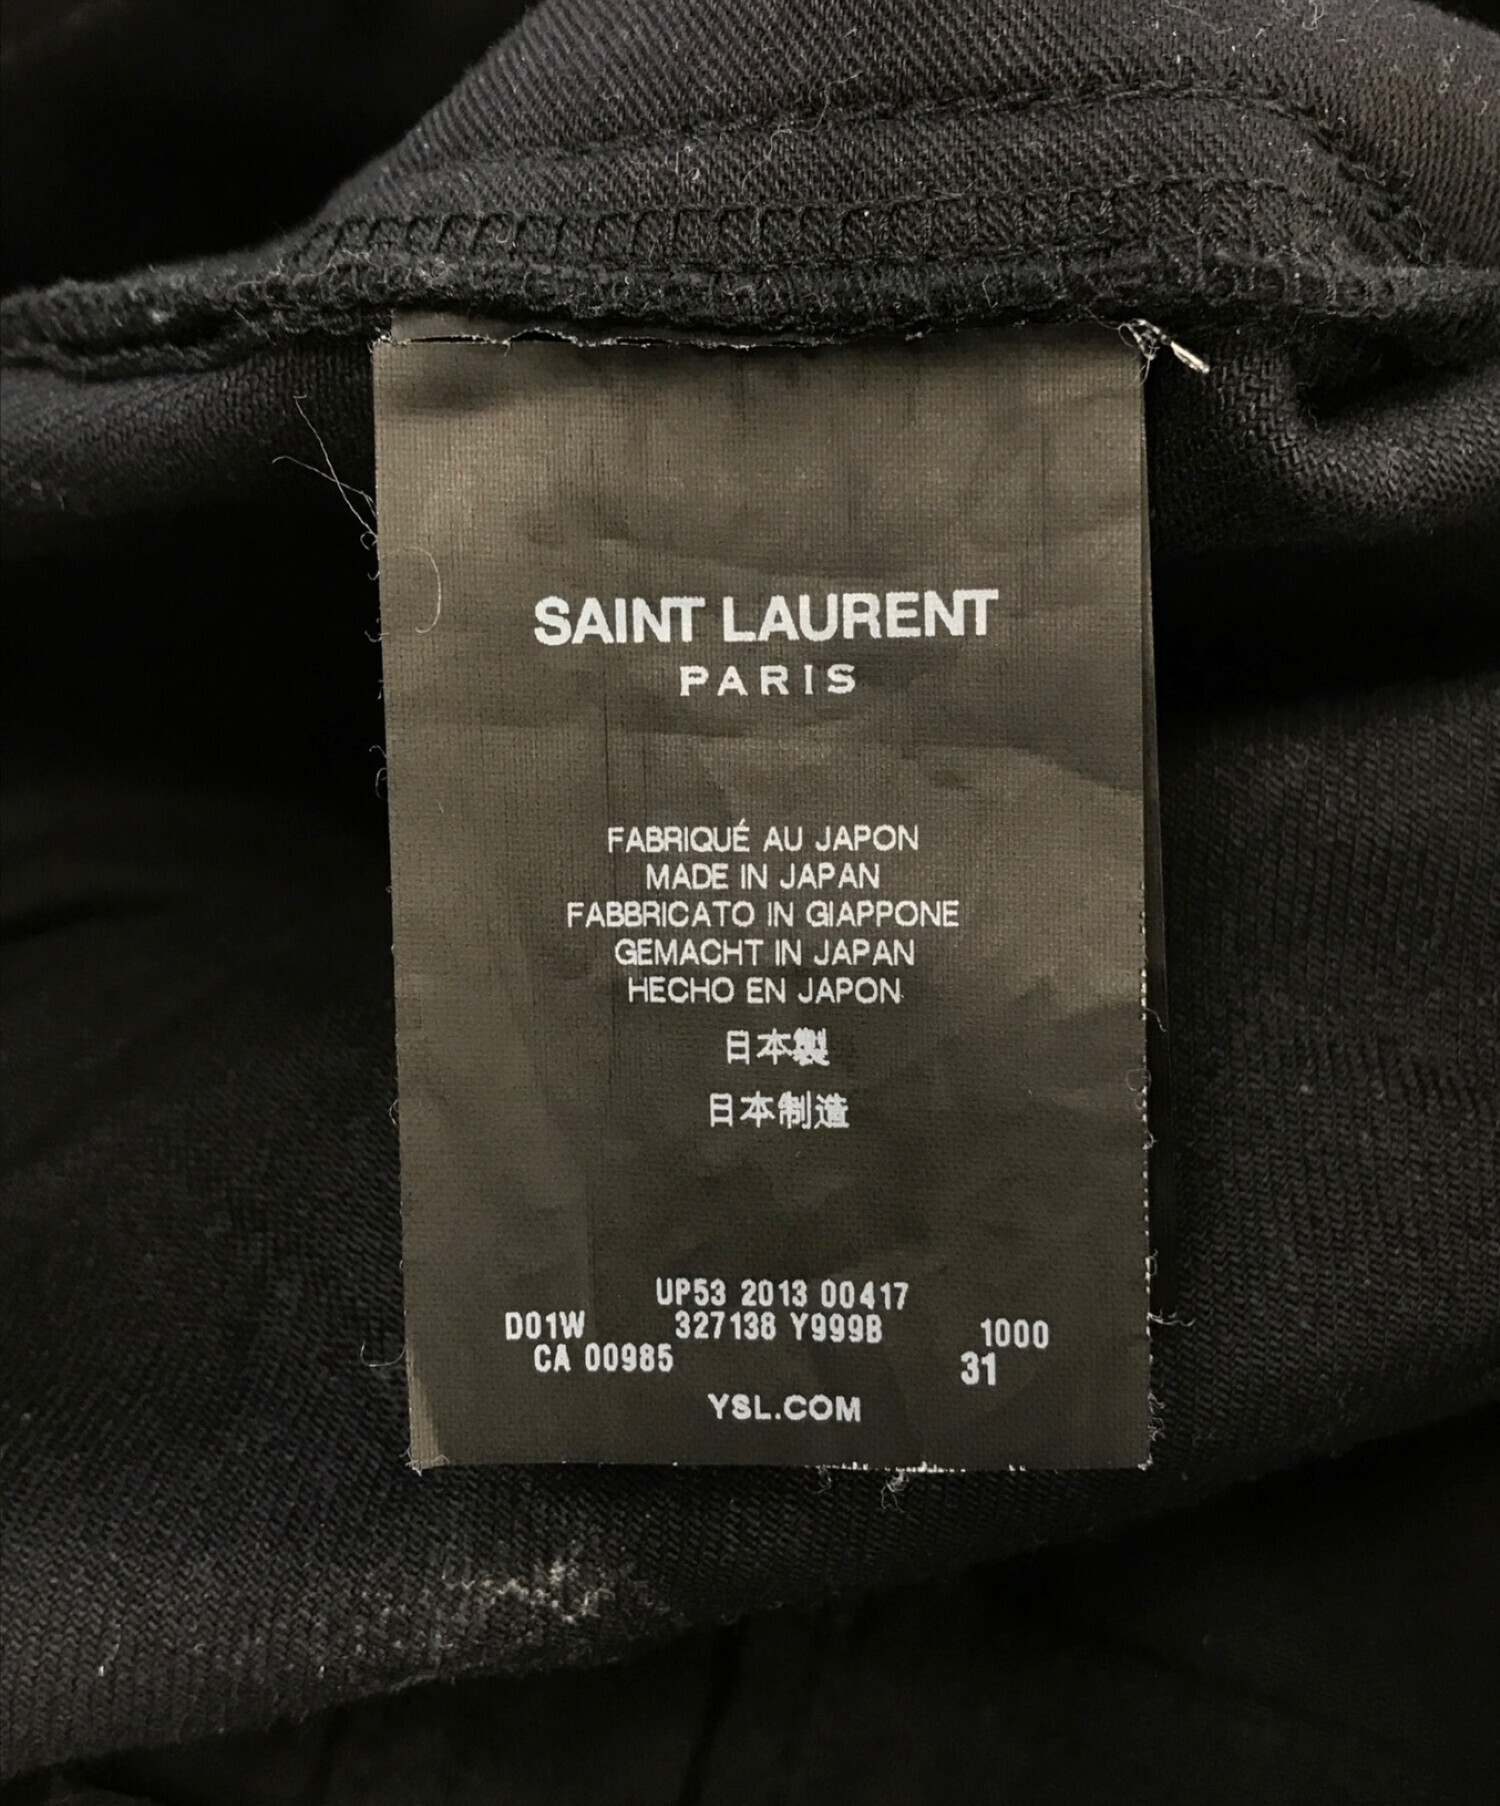 SAINT LAURENT
PARIS
FABRIQUÉ AU JAPON
MADE IN JAPAN
FABBRICATO IN GIAPPONE
GEMACHT IN JAPAN
HECHO EN JAPON
日本製
日本制造
UP53 2013 00417
D01W 327138 Y999B 1000
CA 00985 31
YSL.COM